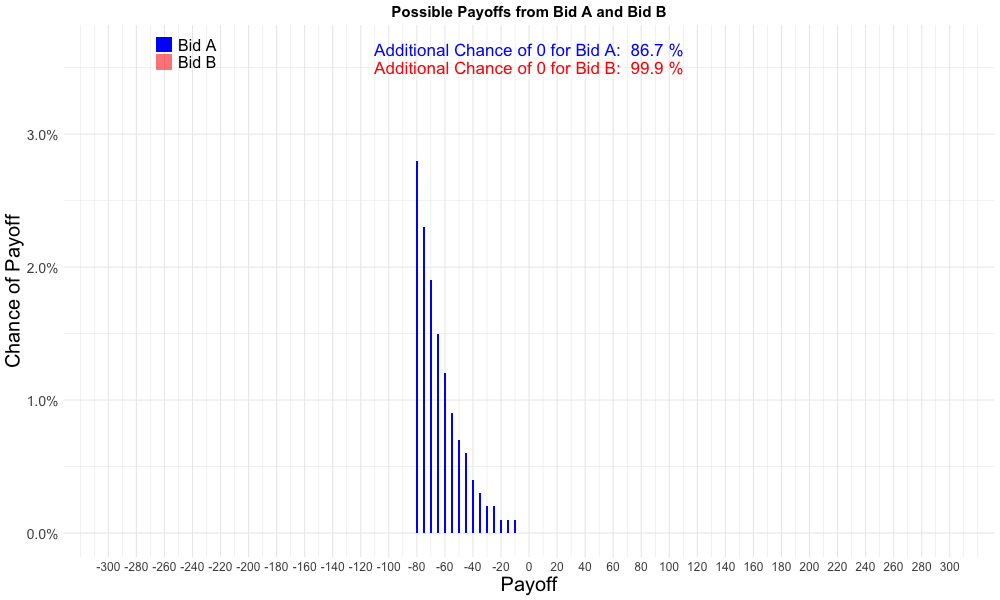 Possible Payoffs from Bid A and Bid B
Bid A
Bid B
Additional Chance of 0 for Bid A: 86.7 %
Additional Chance of 0 for Bid B: 99.9 %
Chance of Payoff
3.0%
2.0%
1.0%
0.0%
-300 -280 -260 -240 -220 -200 -180 -160 -140 -120 -100 -80 -60 -40 -20 0 20 40 60 80 100 120 140 160 180 200 220 240 260 280 300
Payoff